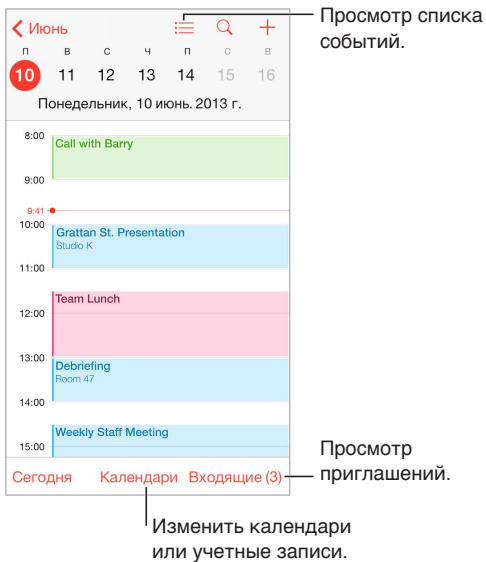 Июнь
Просмотр списка
событий.
П В С Ч П С В
10 11 12 13 14 15 16
Понедельник, 10 июнь. 2013 г.
8:00
Call with Barry
9:00
9:41
10:00
Grattan St. Presentation
Studio K
11:00
Team Lunch
12:00
13:00
Debriefing
Room 47
14:00
Weekly Staff Meeting
15:00
Сегодня Календари Входящие (3)
Просмотр
приглашений.
Изменить календари
или учетные записи.